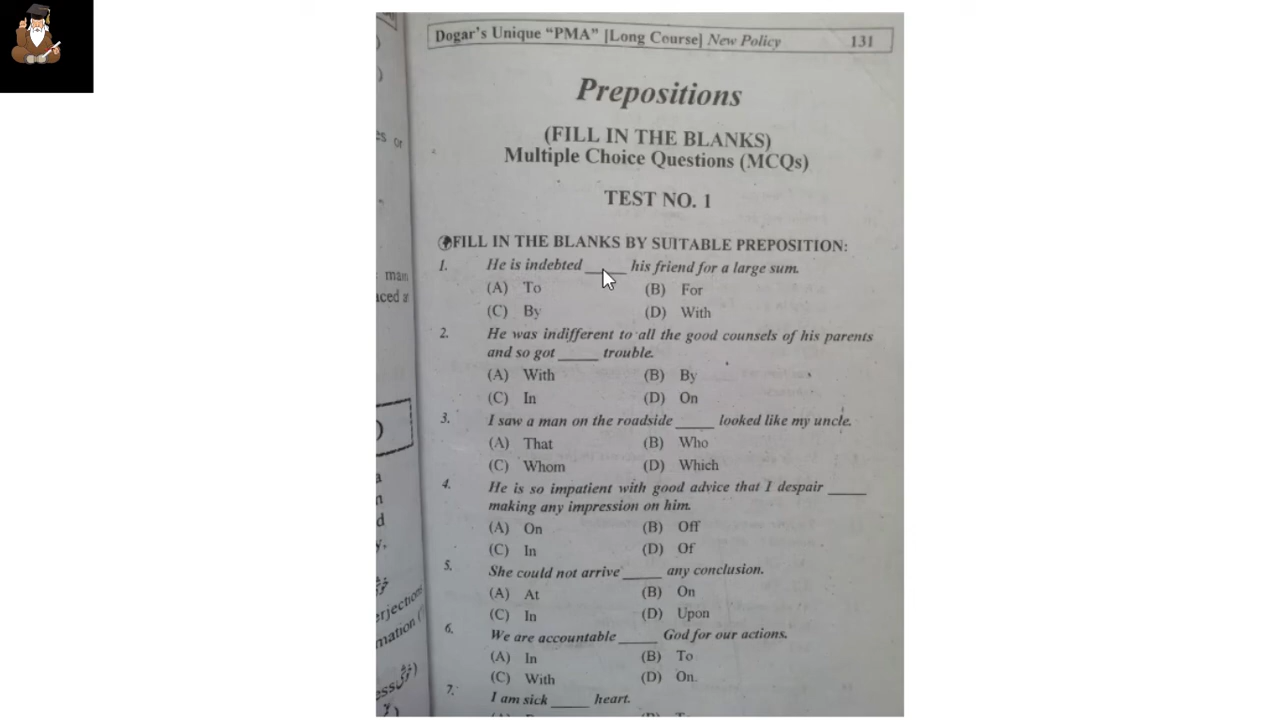 Dogar's Unique "PMA" [Long Course] New Policy 131
Prepositions
(FILL IN THE BLANKS)
Multiple Choice Questions (MCQs)
TEST NO. 1
FILL IN THE BLANKS BY SUITABLE PREPOSITION:
1. He is indebted _____ his friend for a large sum.
(A) To (B) For
(C) By (D) With
2. He was indifferent to all the good counsels of his parents
and so got _____ trouble.
(A) With (B) By
(C) In (D) On
3. I saw a man on the roadside _____ looked like my uncle.
(A) That (B) Who
(C) Whom (D) Which
4. He is so impatient with good advice that I despair _____
making any impression on him.
(A) On (B) Off
(C) In (D) Of
5. She could not arrive _____ any conclusion.
(A) At (B) On
(C) In (D) Upon
6. We are accountable _____ God for our actions.
(A) In (B) To
(C) With (D) On.
7. I am sick _____ heart.